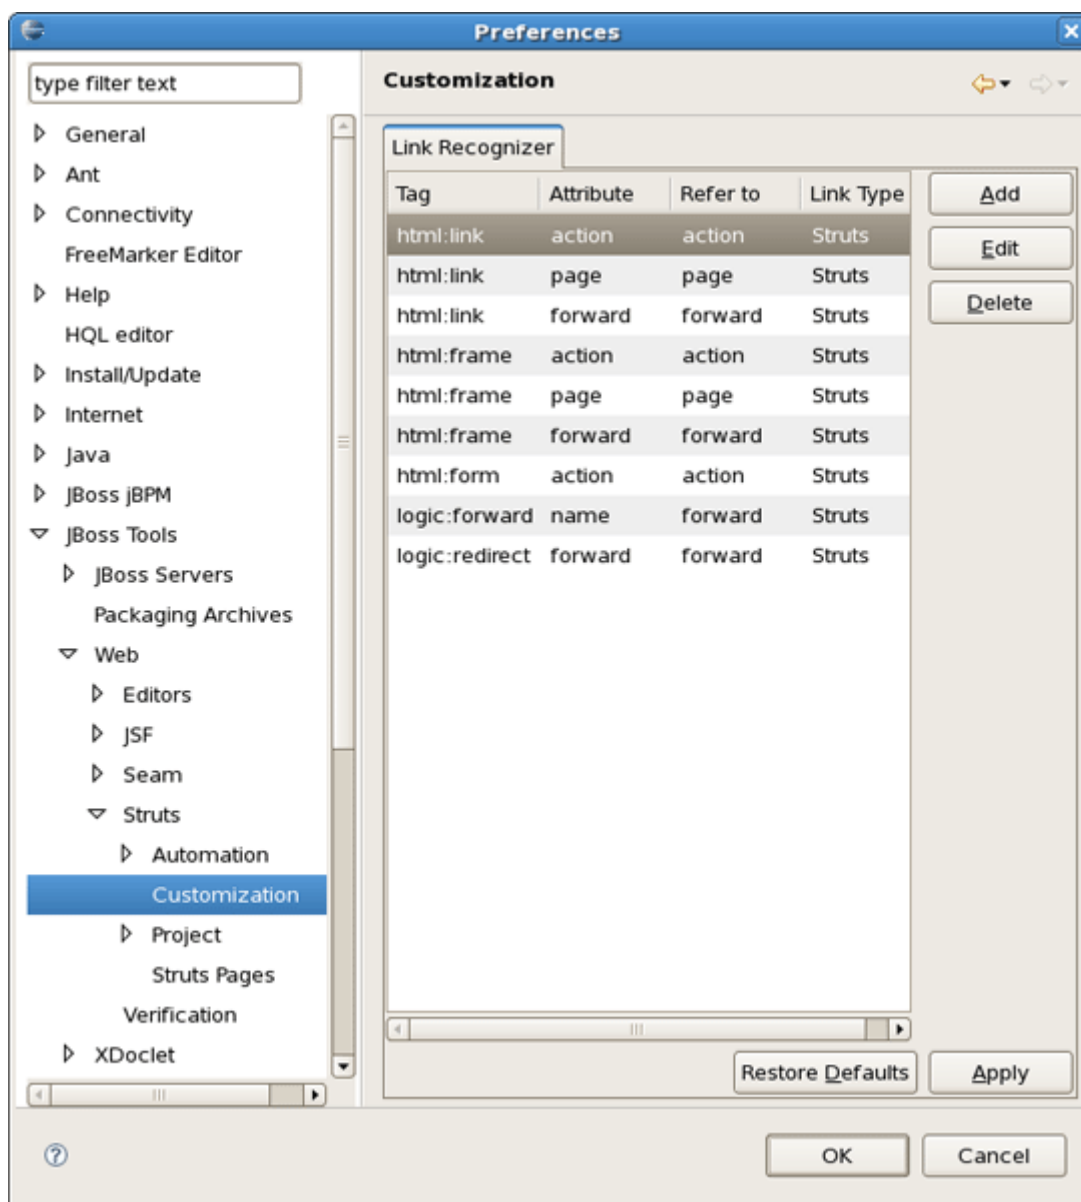 Preferences
type filter text
Customization
General
Ant
Connectivity
FreeMarker Editor
Help
HQL editor
Install/Update
Internet
Java
JBoss jBPM
JBoss Tools
JBoss Servers
Packaging Archives
Web
Editors
JSF
Seam
Struts
Automation
Customization
Project
Struts Pages
Verification
XDoclet
Link Recognizer
Tag Attribute Refer to Link Type
html:link action action Struts
html:link page page Struts
html:link forward forward Struts
html:frame action action Struts
html:frame page page Struts
html:frame forward forward Struts
html:form action action Struts
logic:forward name forward Struts
logic:redirect forward forward Struts
Add
Edit
Delete
Restore Defaults Apply
OK Cancel